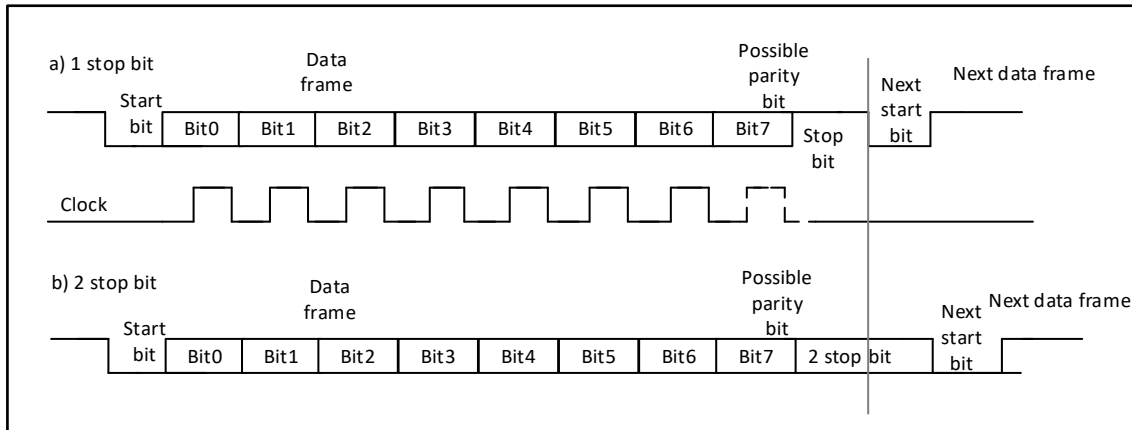 a) 1 stop bit
Data
frame
Possible
parity
bit
Next data frame
Start
bit
Bit0
Bit1
Bit2
Bit3
Bit4
Bit5
Bit6
Bit7
Stop
bit
Next
start
bit
Clock
b) 2 stop bit
Data
frame
Possible
parity
bit
Next data frame
Start
bit
Bit0
Bit1
Bit2
Bit3
Bit4
Bit5
Bit6
Bit7
2 stop bit
Next
start
bit